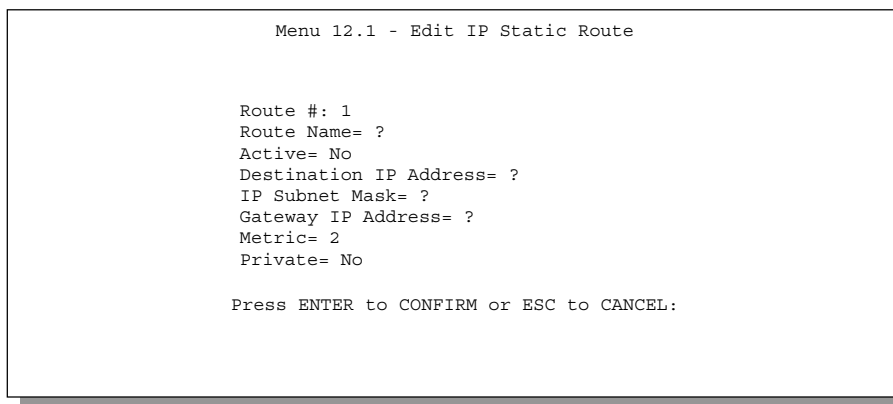 Menu 12.1 - Edit IP Static Route
Route #: 1
Route Name= ?
Active= No
Destination IP Address= ?
IP Subnet Mask= ?
Gateway IP Address= ?
Metric= 2
Private= No
Press ENTER to CONFIRM or ESC to CANCEL: